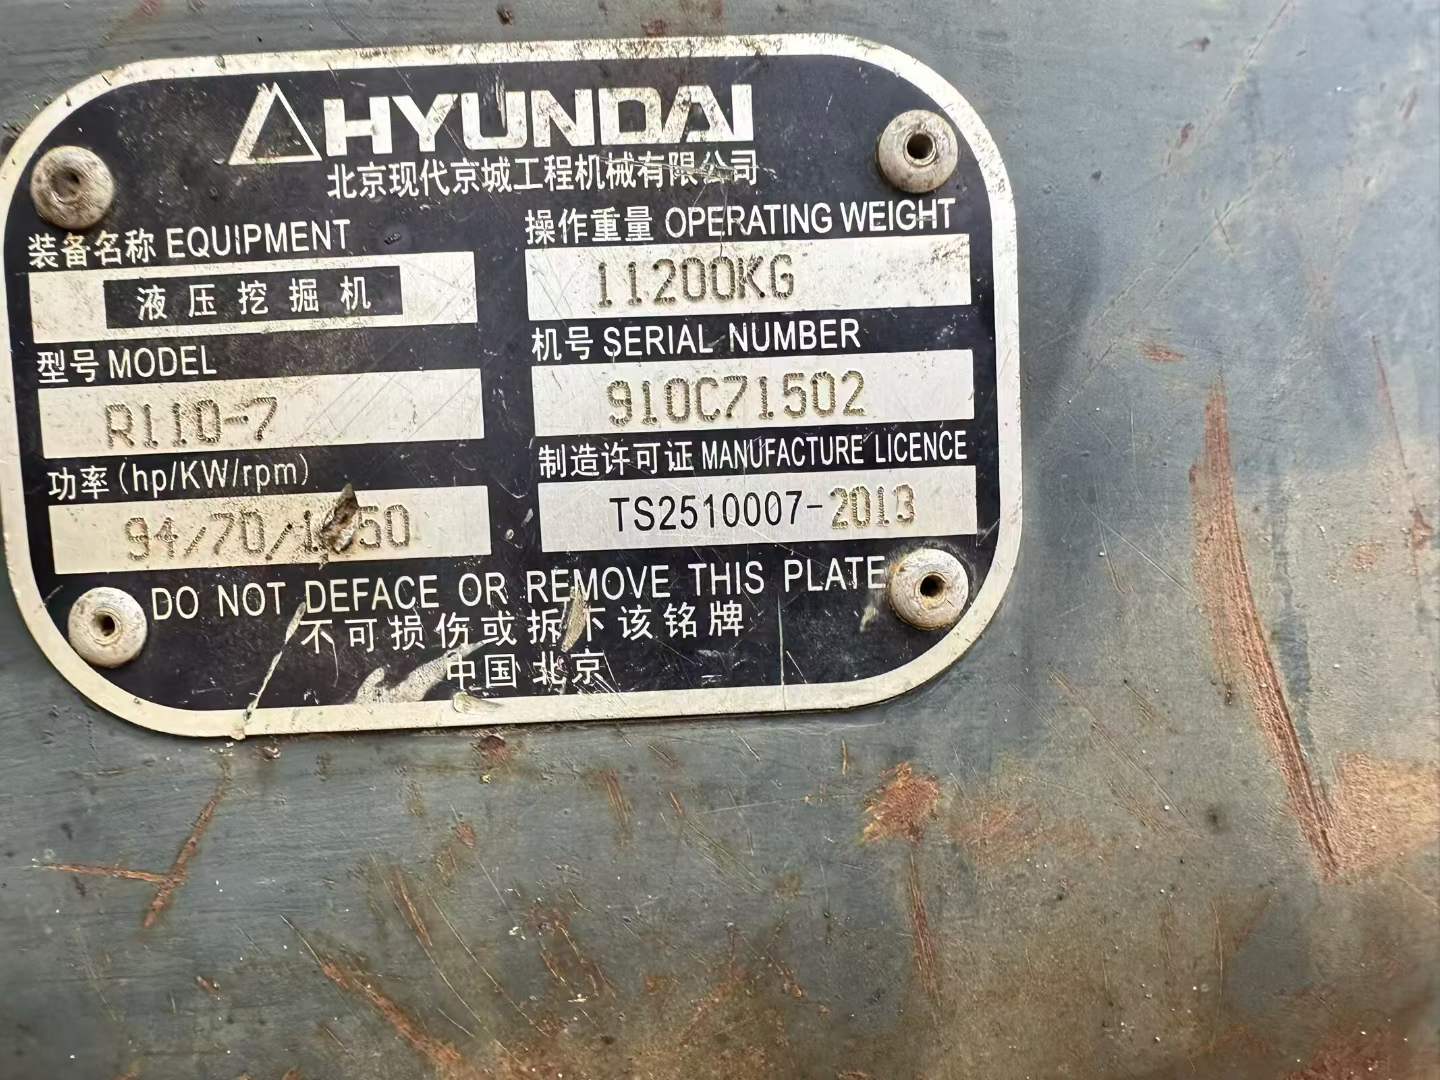 HYUNDAI
北京现代京城工程机械有限公司
装备名称 EQUIPMENT
液压挖掘机
操作重量 OPERATING WEIGHT
11200KG
型号 MODEL
R110-7
机号 SERIAL NUMBER
910C71502
功率(hp/KW/rpm)
94/70/
制造许可证 MANUFACTURE LICENCE
TS2510007-2013
DO NOT DEFACE OR REMOVE THIS PLATE
不可损伤或拆下该铭牌
中国北京